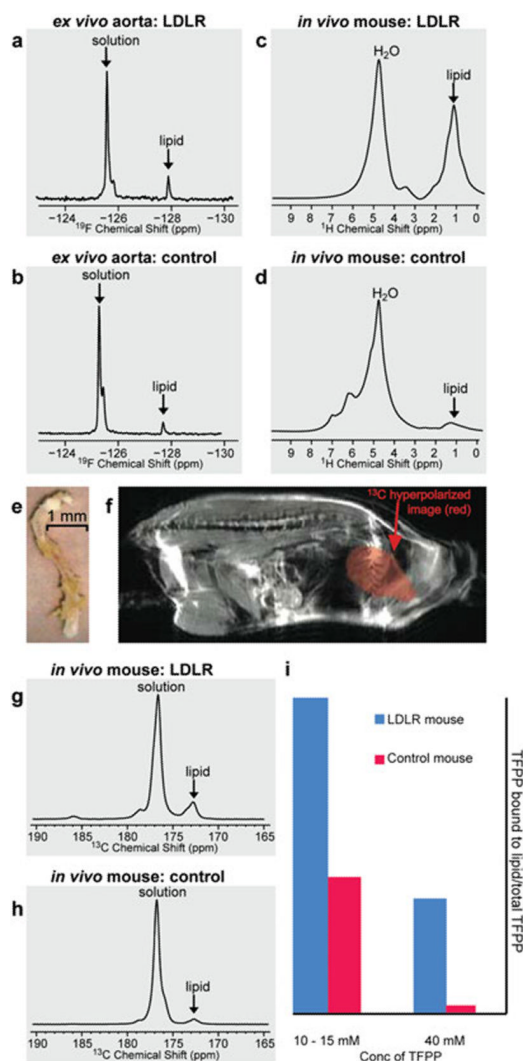 ex vivo aorta: LDLR
a
solution
lipid
−124 −126 −128 −130
19F Chemical Shift (ppm)
in vivo mouse: LDLR
c
H2O
lipid
9 8 7 6 5 4 3 2 1 0
1H Chemical Shift (ppm)
ex vivo aorta: control
b
solution
lipid
−124 −126 −128 −130
19F Chemical Shift (ppm)
in vivo mouse: control
d
H2O
lipid
9 8 7 6 5 4 3 2 1 0
1H Chemical Shift (ppm)
e
1 mm
f
13C hyperpolarized
image (red)
in vivo mouse: LDLR
g
solution
lipid
190 185 180 175 170 165
13C Chemical Shift (ppm)
in vivo mouse: control
h
solution
lipid
190 185 180 175 170 165
13C Chemical Shift (ppm)
i
LDLR mouse
Control mouse
TFPP bound to lipid/total TFPP
10 - 15 mM 40 mM
Conc of TFPP